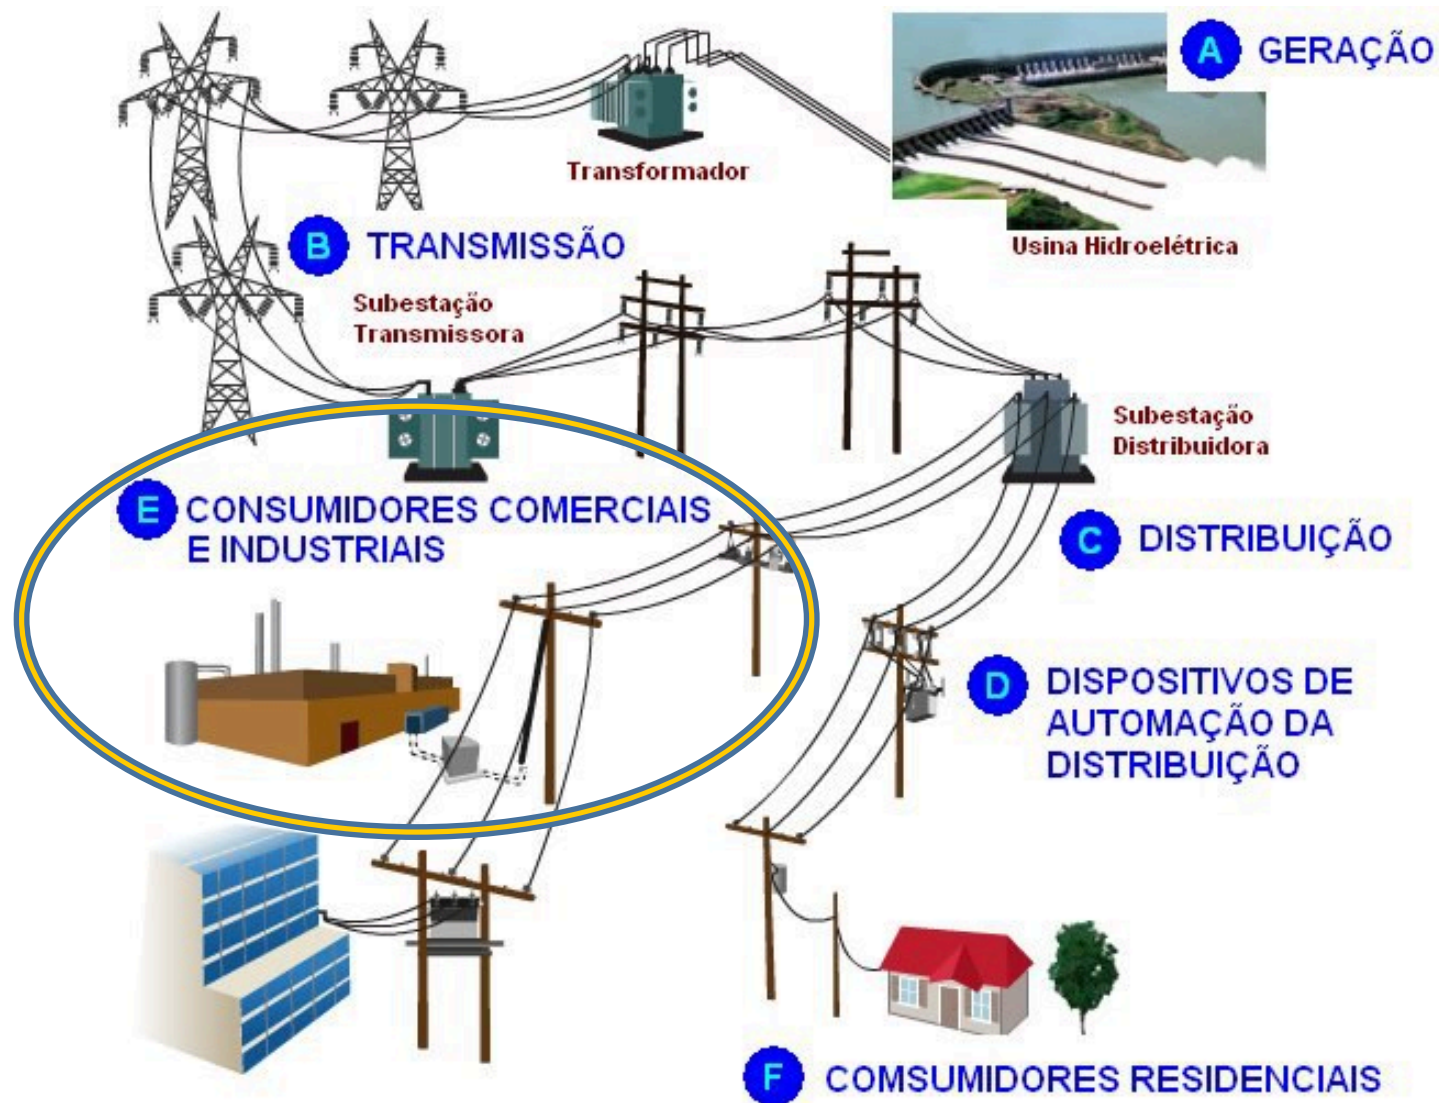 A GERAÇÃO
Transformador
Usina Hidroelétrica
B TRANSMISSÃO
Subestação
Transmissora
Subestação
Distribuidora
E CONSUMIDORES COMERCIAIS
E INDUSTRIAIS
C DISTRIBUIÇÃO
D DISPOSITIVOS DE
AUTOMAÇÃO DA
DISTRIBUIÇÃO
F COMSUMIDORES RESIDENCIAIS